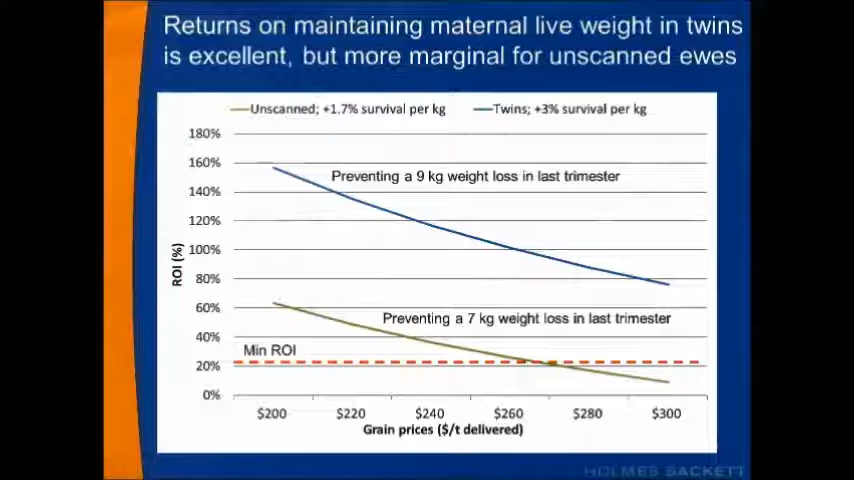 Returns on maintaining maternal live weight in twins
is excellent, but more marginal for unscanned ewes
Unscanned; +1.7% survival per kg
Twins; +3% survival per kg
180%
160%
140%
120%
100%
80%
60%
40%
20%
0%
ROI (%)
Preventing a 9 kg weight loss in last trimester
Preventing a 7 kg weight loss in last trimester
Min ROI
$200 $220 $240 $260 $280 $300
Grain prices ($/t delivered)
HOLMES SACKETT